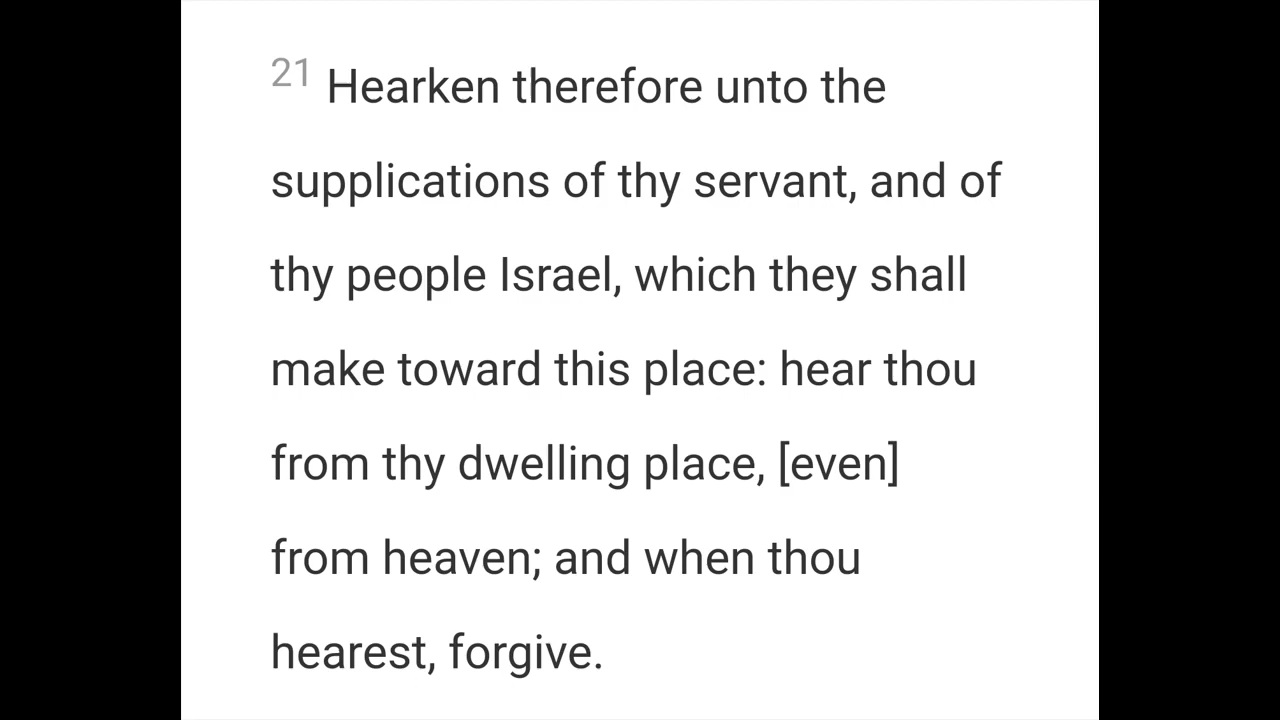 21 Hearken therefore unto the
supplications of thy servant, and of
thy people Israel, which they shall
make toward this place: hear thou
from thy dwelling place, [even]
from heaven; and when thou
hearest, forgive.